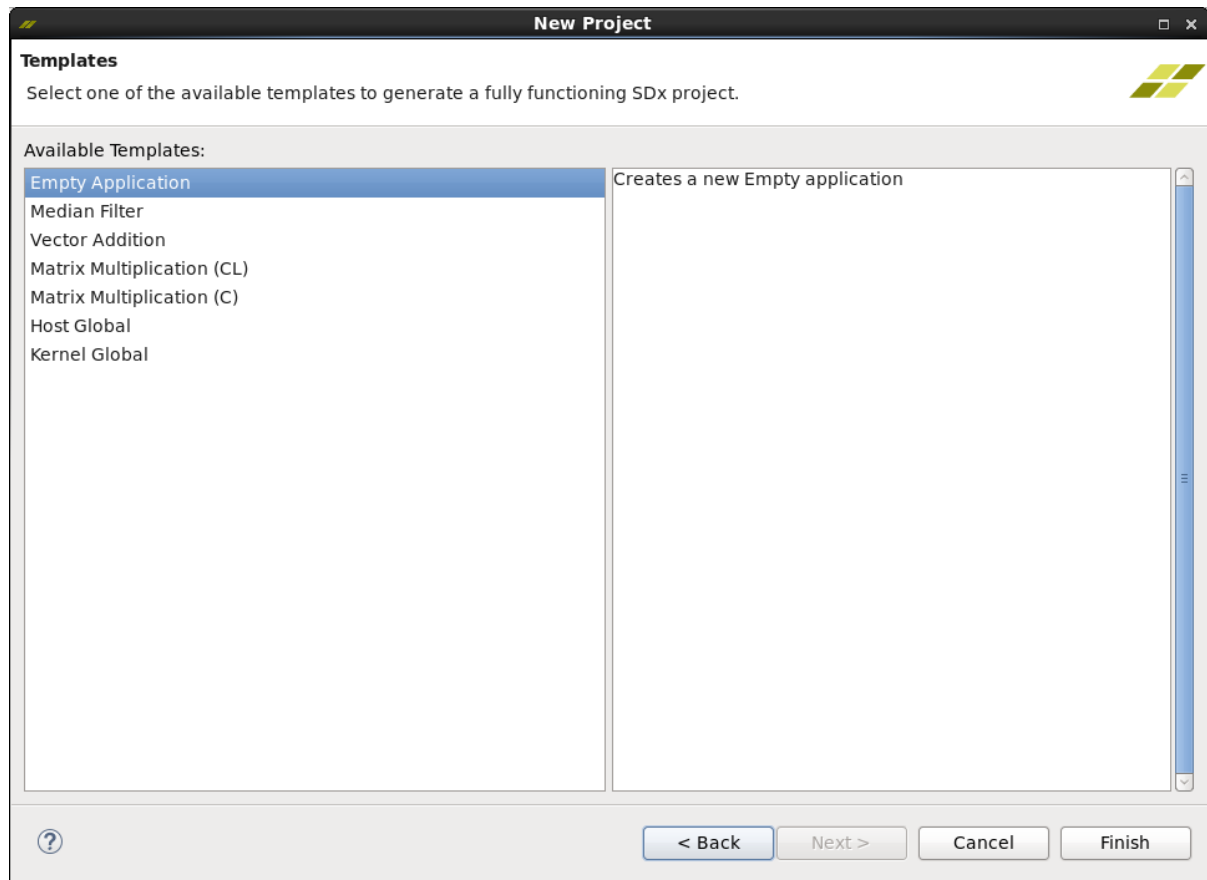 New Project
Templates
Select one of the available templates to generate a fully functioning SDx project.
Available Templates:
Empty Application
Median Filter
Vector Addition
Matrix Multiplication (CL)
Matrix Multiplication (C)
Host Global
Kernel Global
Creates a new Empty application
?
< Back
Next >
Cancel
Finish